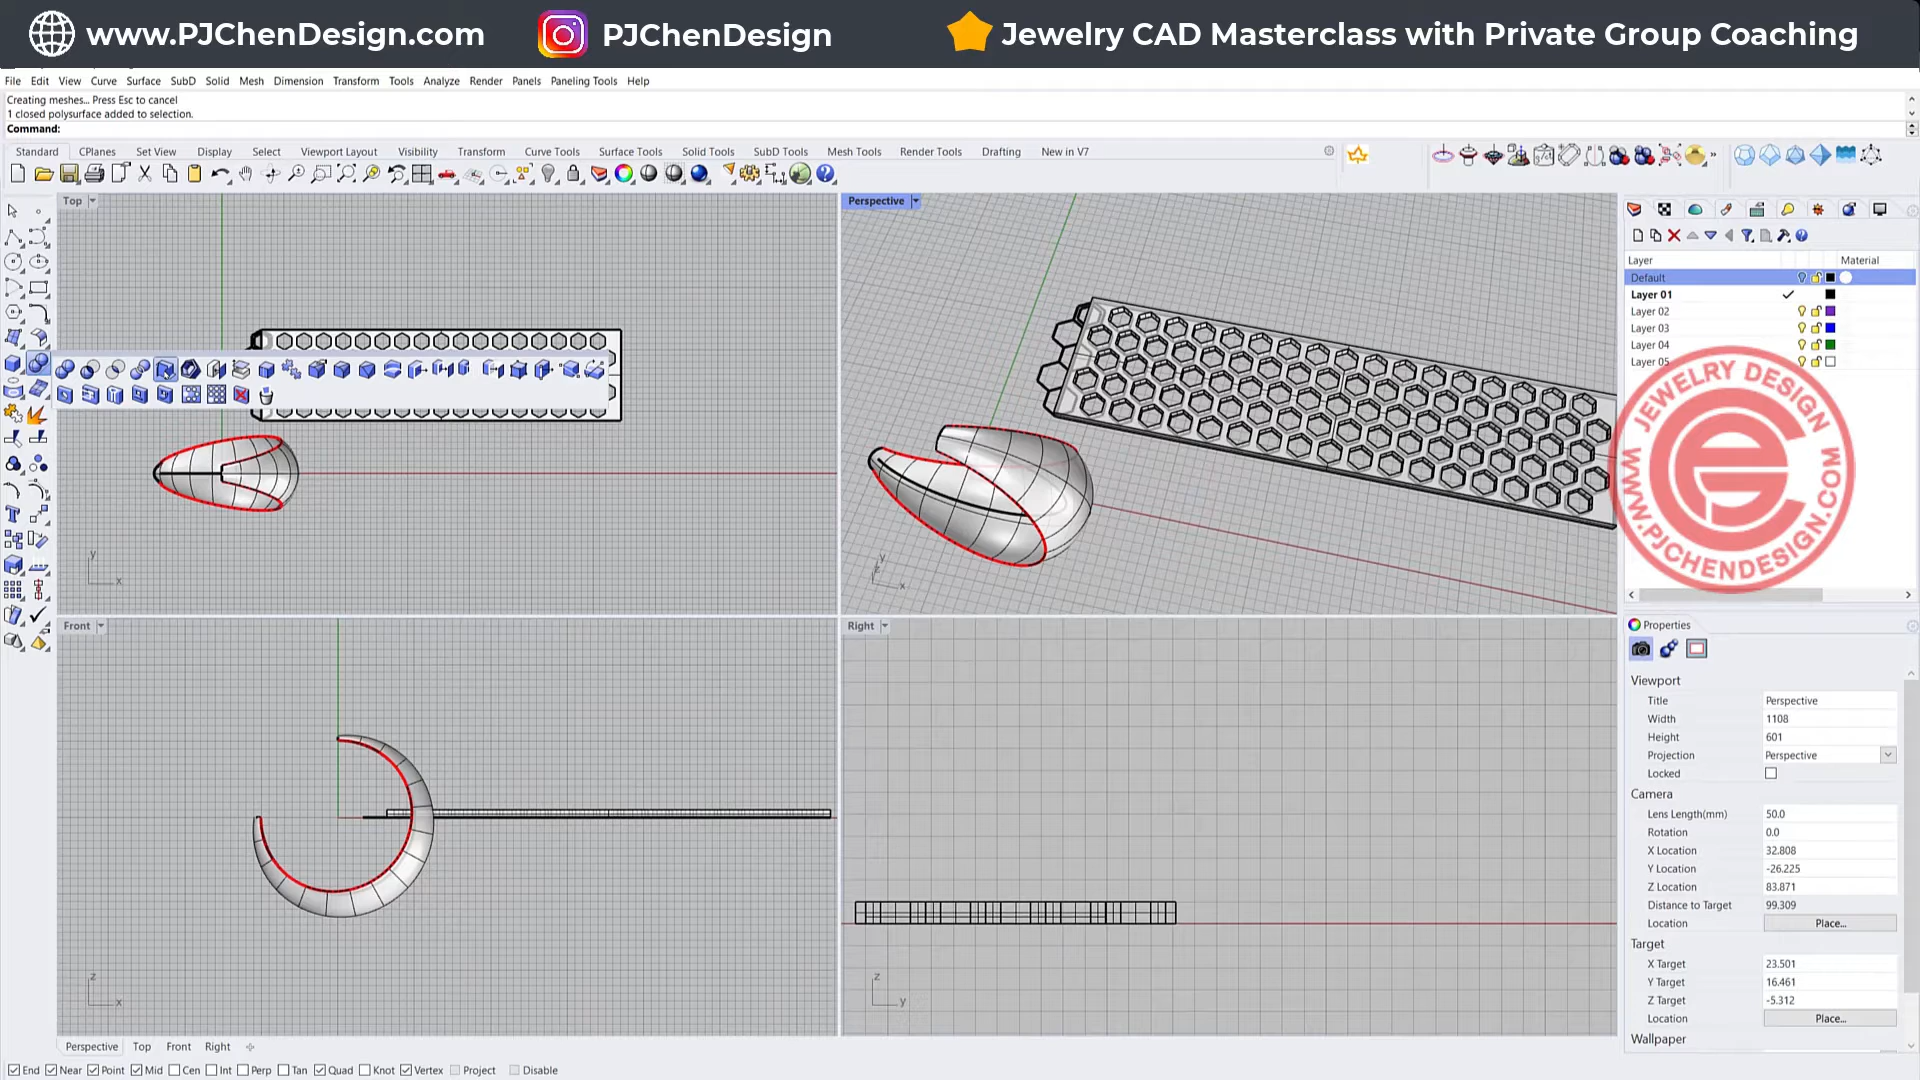 www.PJChenDesign.com PJChenDesign Jewelry CAD Masterclass with Private Group Coaching
File Edit View Curve Surface SubD Solid Mesh Dimension Transform Tools Analyze Render Panels Paneling Tools Help
Creating meshes... Press Esc to cancel
1 closed polysurface added to selection.
Command:
Standard CPlanes Set View Display Select Viewport Layout Visibility Transform Curve Tools Surface Tools Solid Tools SubD Tools Mesh Tools Render Tools Drafting New in V7
Top
Perspective
Layer Material
Default
Layer 01
Layer 02
Layer 03
Layer 04
Layer 05
JEWELRY DESIGN
WWW.PJCHENDESIGN.COM
y
x
y
z
x
Front
Right
Properties
Viewport
Title Perspective
Width 1108
Height 601
Projection Perspective
Locked
Camera
Lens Length(mm) 50.0
Rotation 0.0
X Location 32.808
Y Location -26.225
Z Location 83.871
Distance to Target 99.309
Location Place...
Target
X Target 23.501
Y Target 16.461
Z Target -5.312
Location Place...
Wallpaper
z
x
z
y
Perspective Top Front Right
End Near Point Mid Cen Int Perp Tan Quad Knot Vertex Project Disable